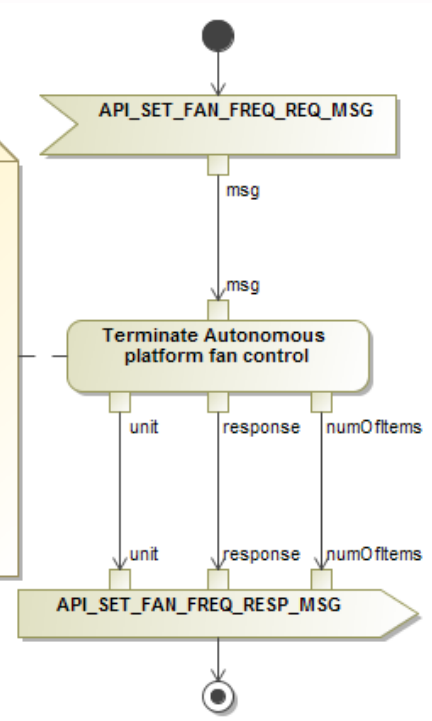 API_SET_FAN_FREQ_REQ_MSG
msg
msg
Terminate Autonomous
platform fan control
unit response numOfItems
unit response numOfItems
API_SET_FAN_FREQ_RESP_MSG